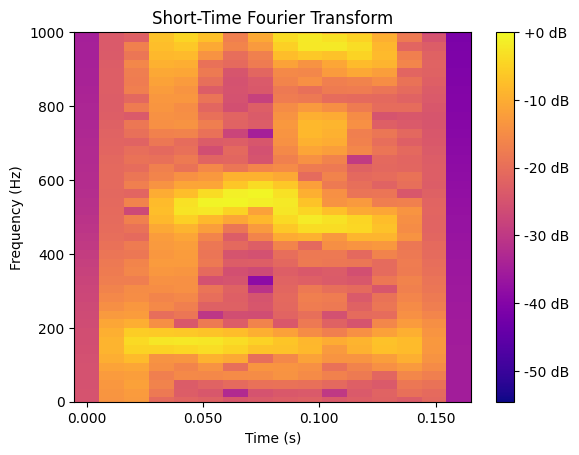 Short-Time Fourier Transform
1000
800
600
400
200
0
Frequency (Hz)
0.000
0.050
0.100
0.150
Time (s)
+0 dB
-10 dB
-20 dB
-30 dB
-40 dB
-50 dB